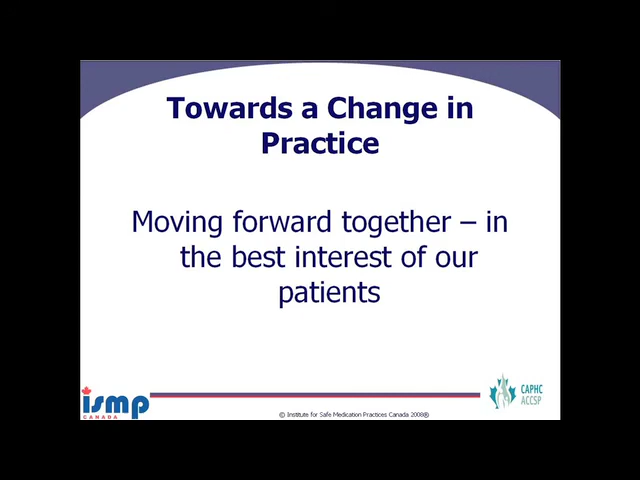 Towards a Change in
Practice
Moving forward together – in
the best interest of our
patients
ismp
CANADA
© Institute for Safe Medication Practices Canada 2008®
CAPHC
ACCSP